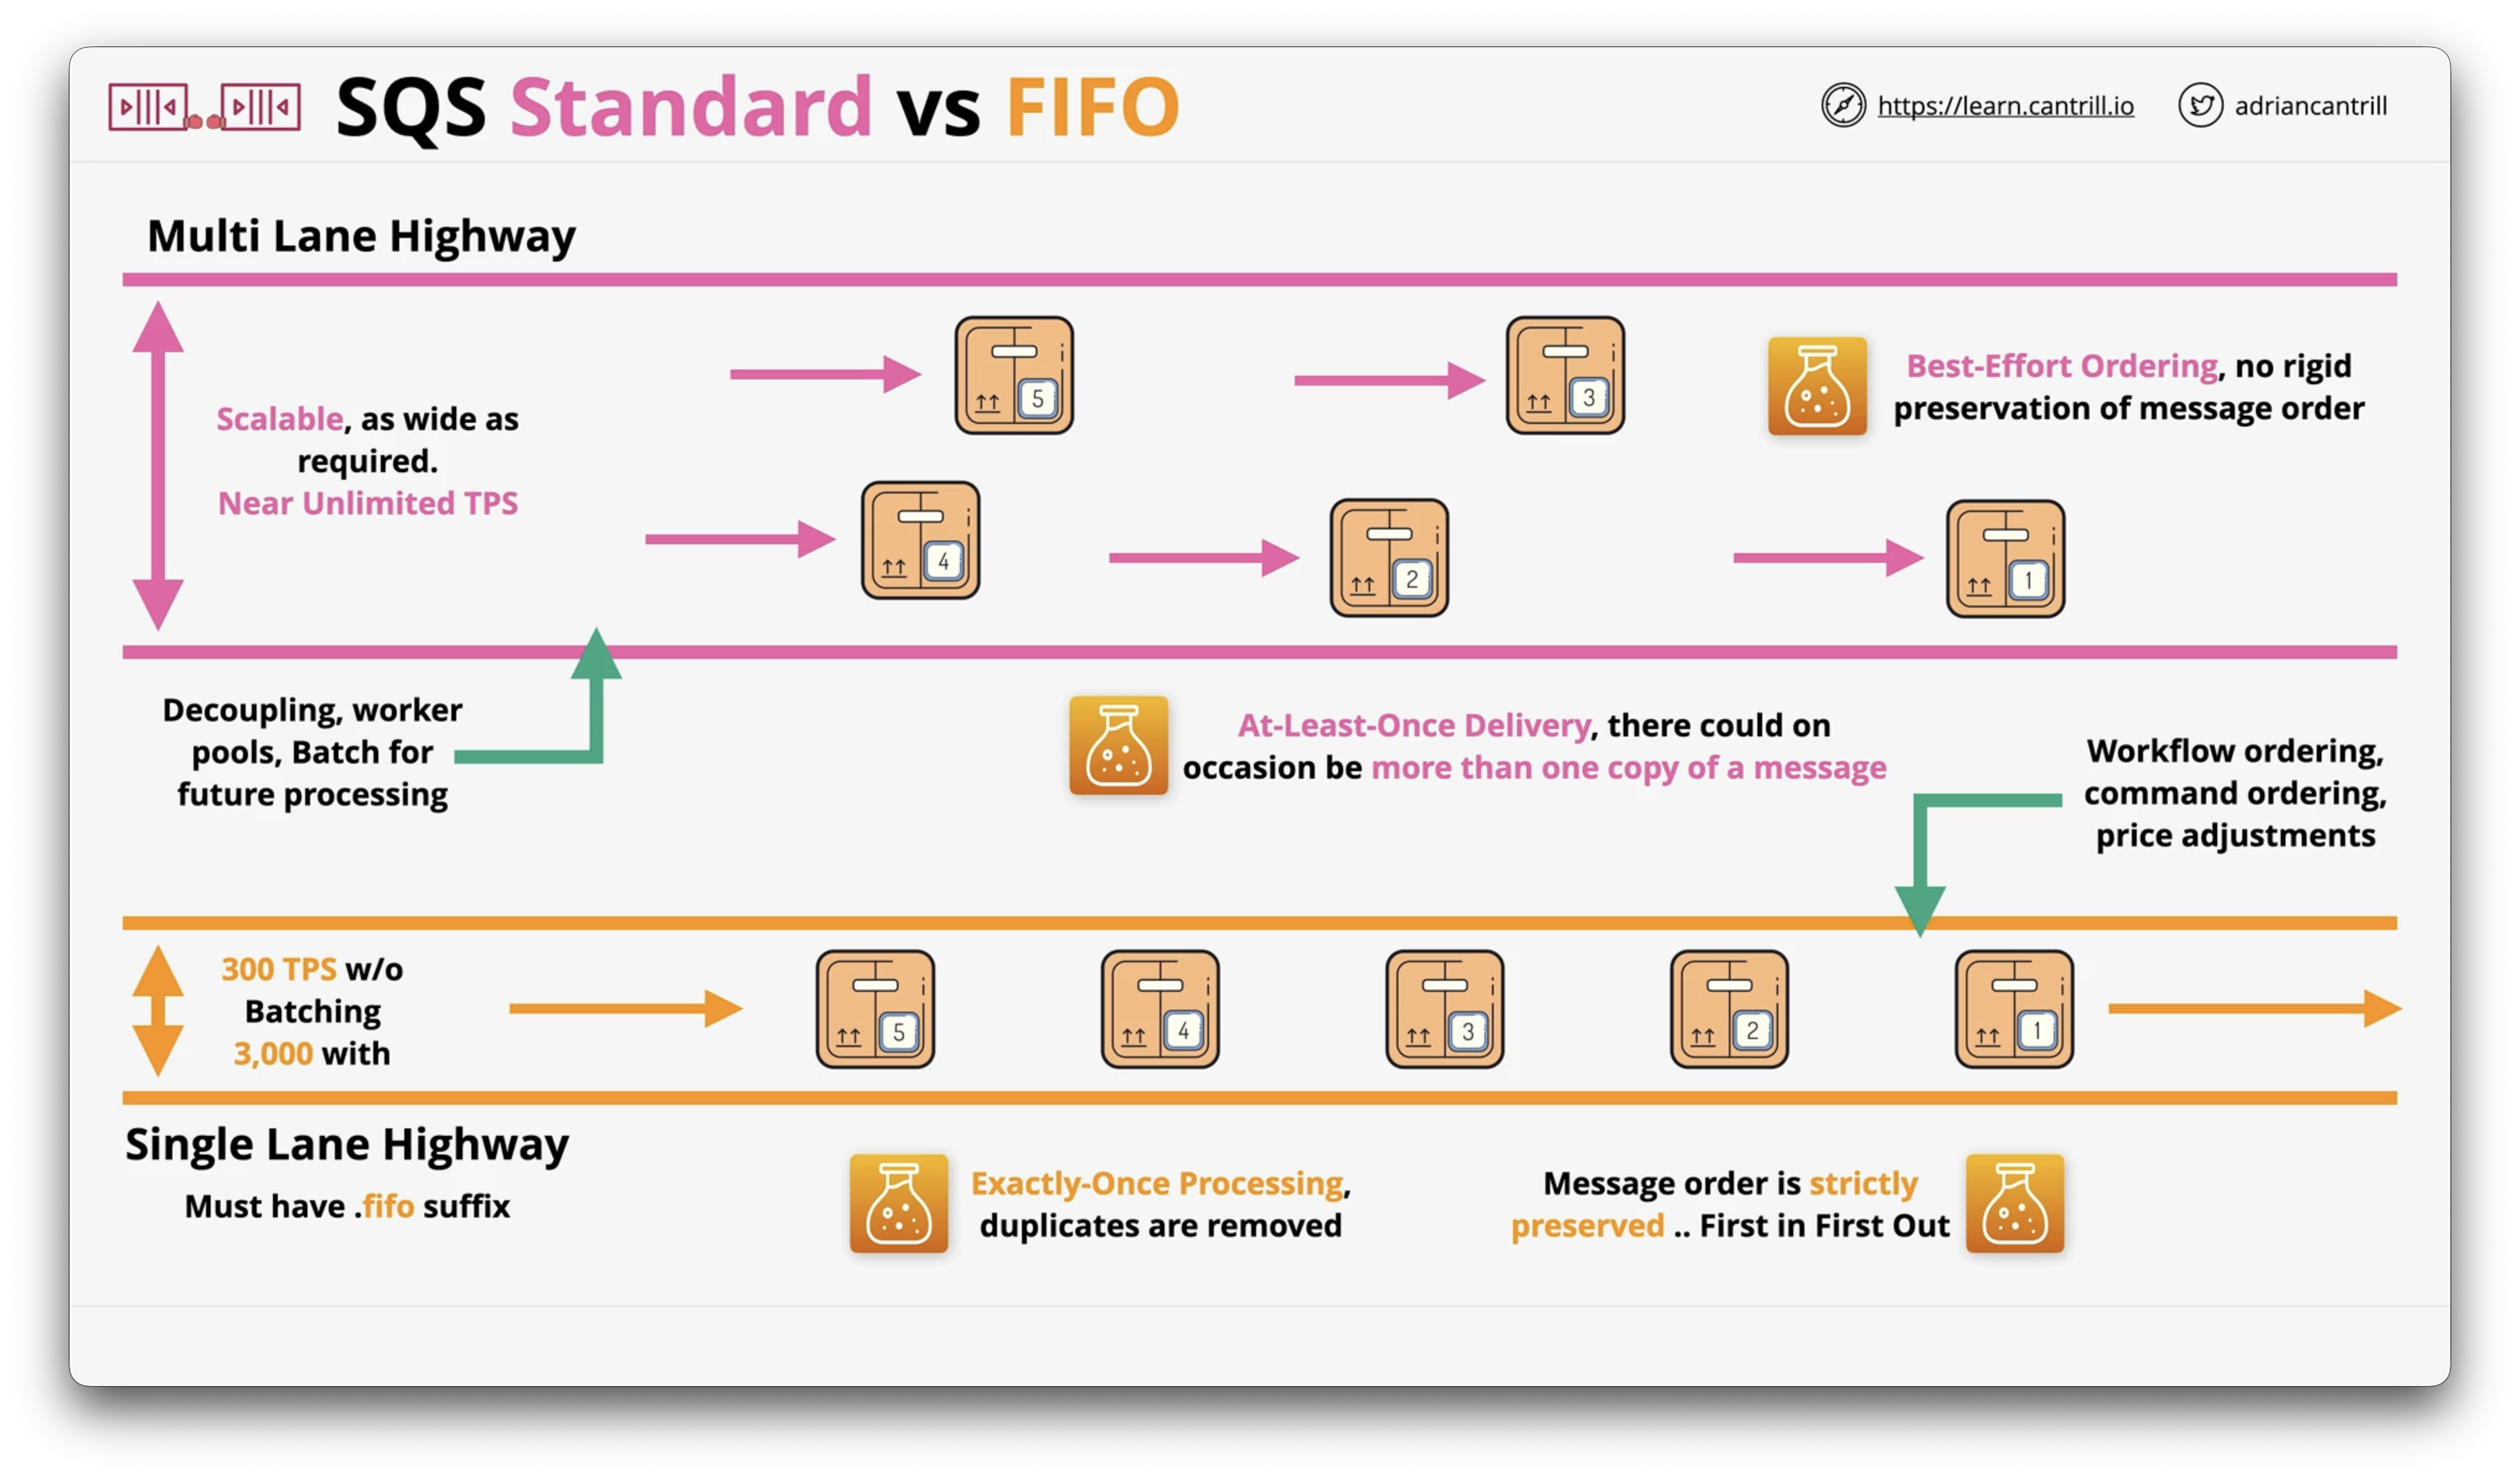 SQS Standard vs FIFO
https://learn.cantrill.io
adriancantrill
Multi Lane Highway
Scalable, as wide as
required.
Near Unlimited TPS
5
3
Best-Effort Ordering, no rigid
preservation of message order
4
2
1
Decoupling, worker
pools, Batch for
future processing
At-Least-Once Delivery, there could on
occasion be more than one copy of a message
Workflow ordering,
command ordering,
price adjustments
300 TPS w/o
Batching
3,000 with
5
4
3
2
1
Single Lane Highway
Must have .fifo suffix
Exactly-Once Processing,
duplicates are removed
Message order is strictly
preserved .. First in First Out